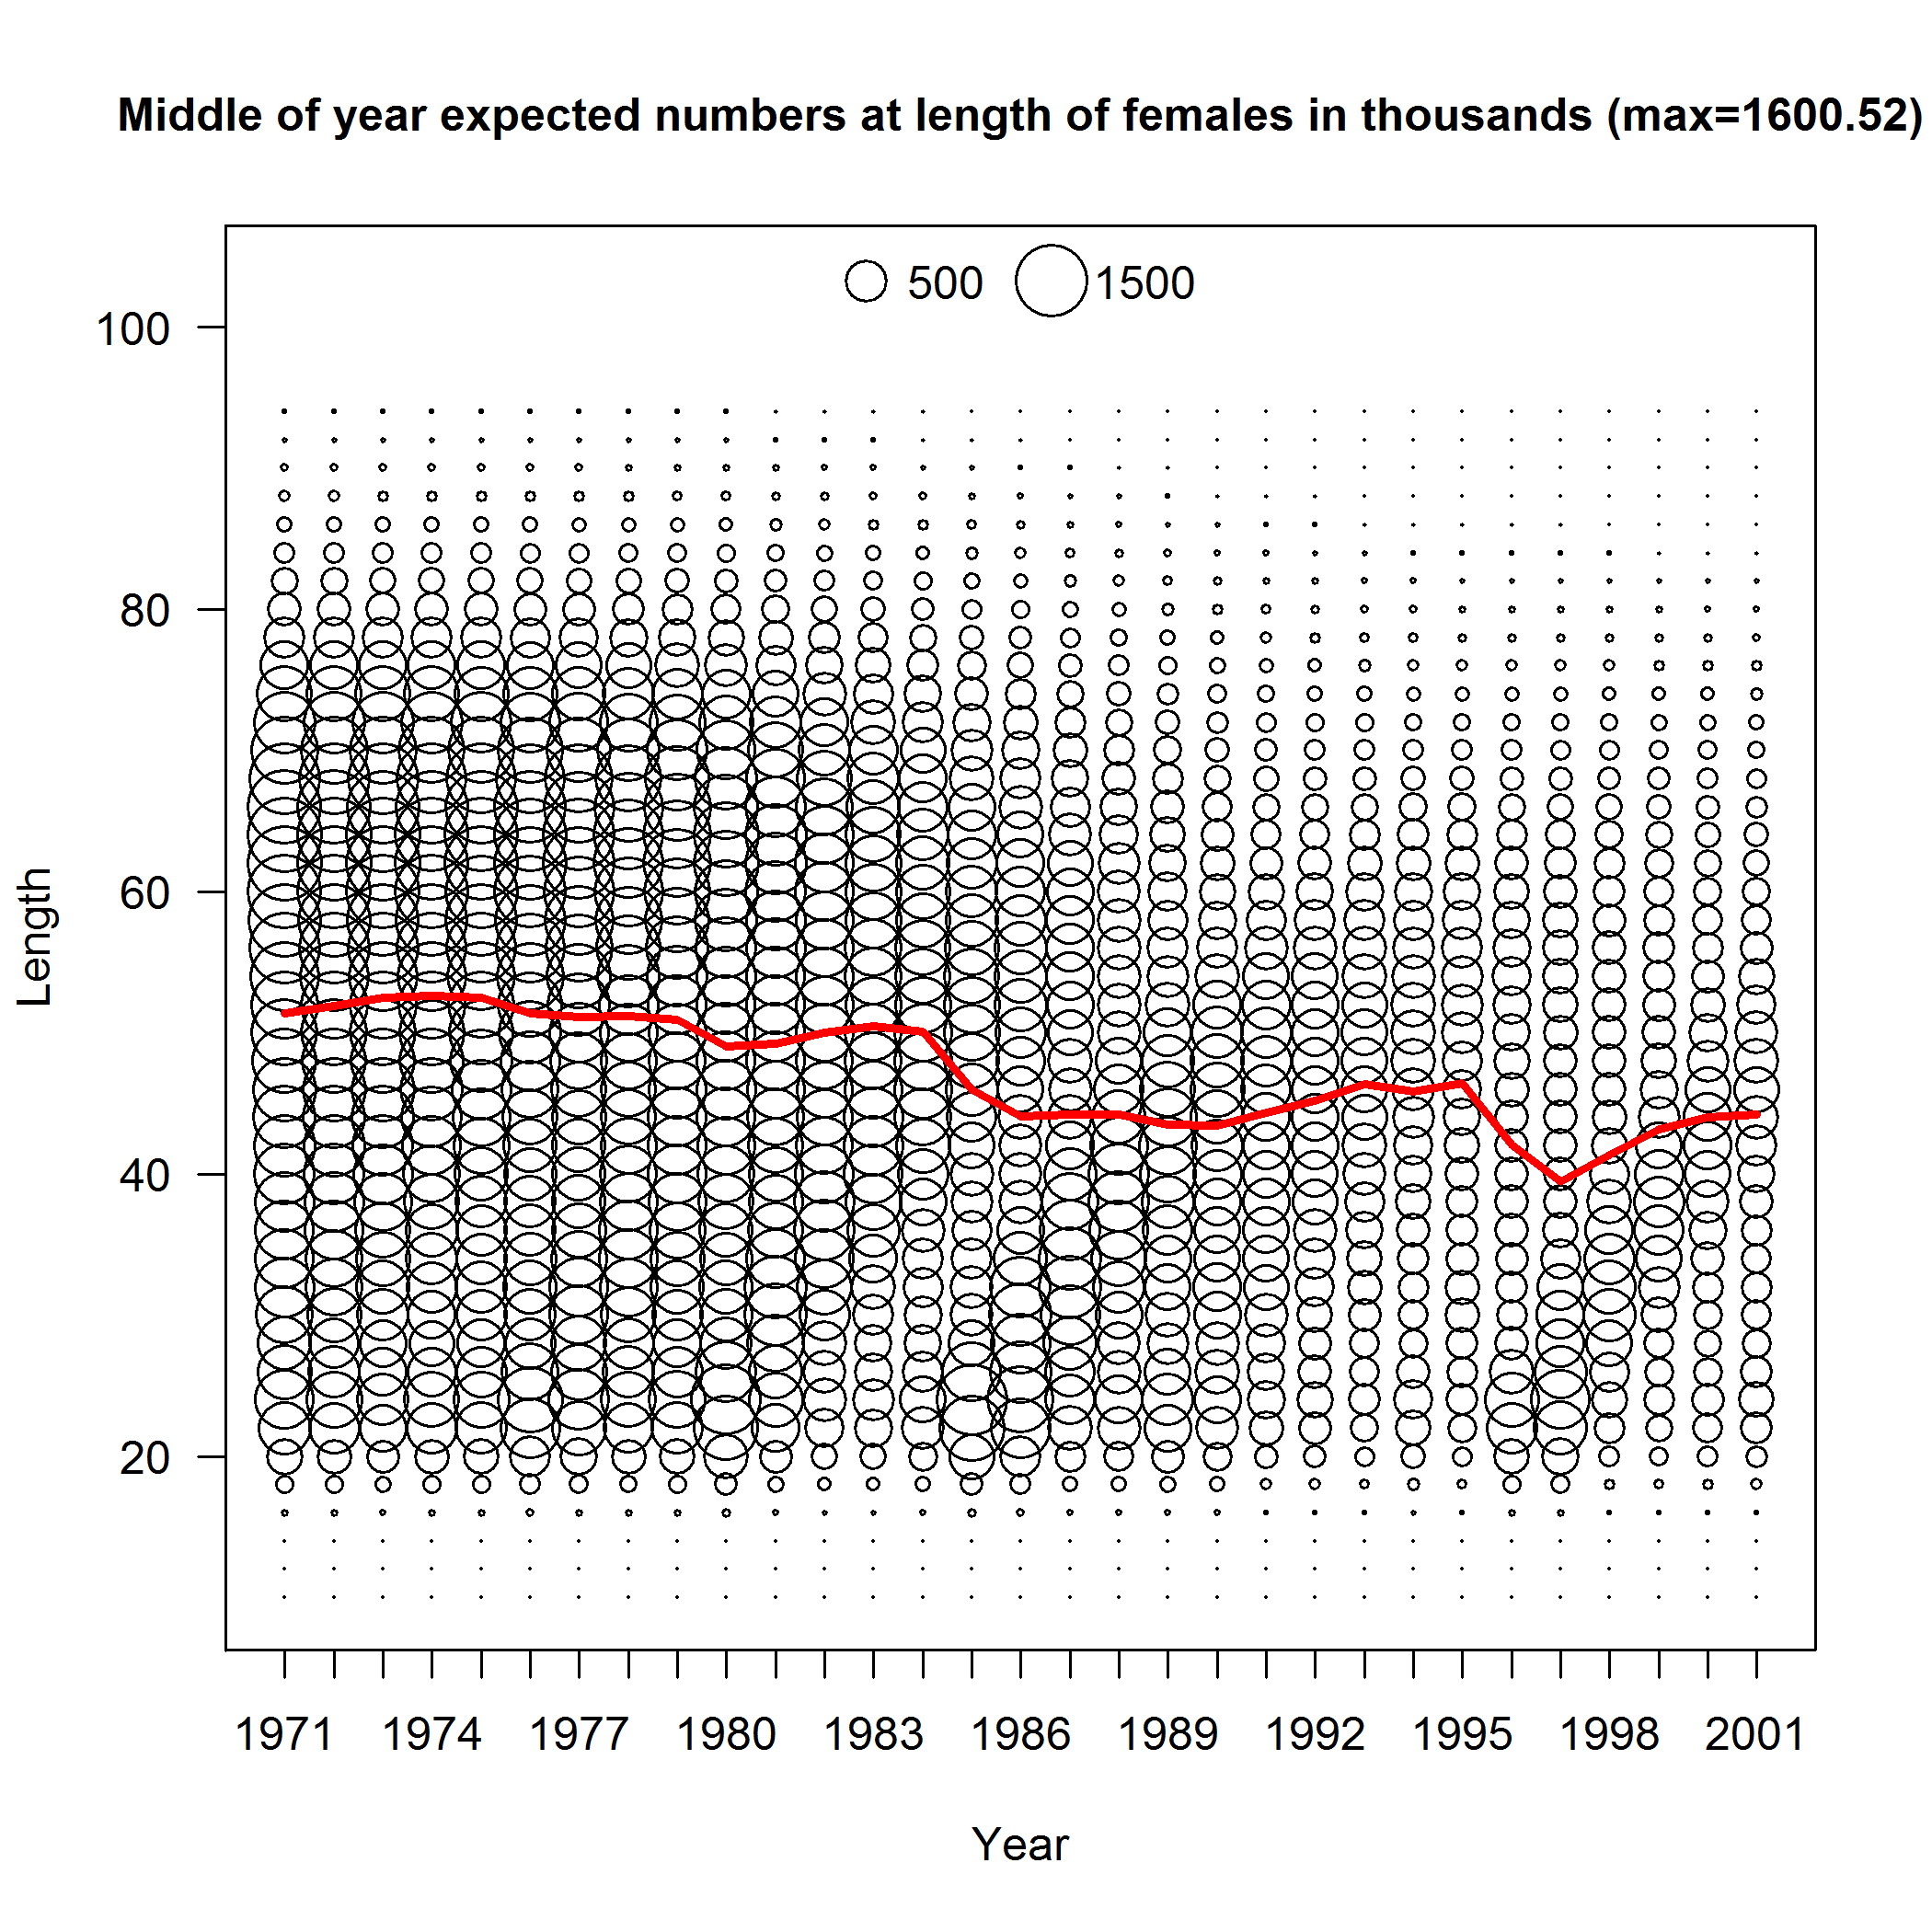 Middle of year expected numbers at length of females in thousands (max=1600.52)
500 1500
100
80
60
40
20
Length
1971 1974 1977 1980 1983 1986 1989 1992 1995 1998 2001
Year